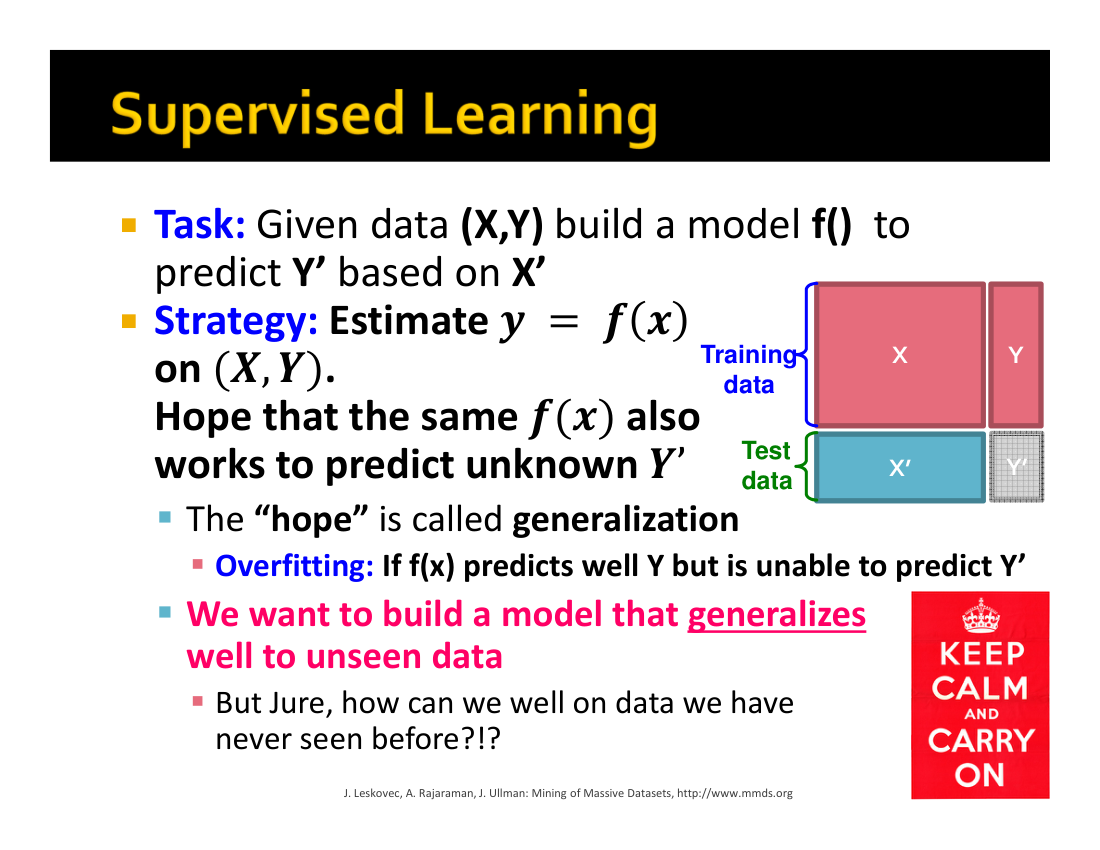 Supervised Learning
Task: Given data (X,Y) build a model f() to
predict Y’ based on X’
Strategy: Estimate y = f(x)
on (X, Y).
Hope that the same f(x) also
works to predict unknown Y’
The “hope” is called generalization
Overfitting: If f(x) predicts well Y but is unable to predict Y’
We want to build a model that generalizes
well to unseen data
But Jure, how can we well on data we have
never seen before?!?
Training
data
X
Y
Test
data
X’
Y’
KEEP
CALM
AND
CARRY
ON
J. Leskovec, A. Rajaraman, J. Ullman: Mining of Massive Datasets, http://www.mmds.org